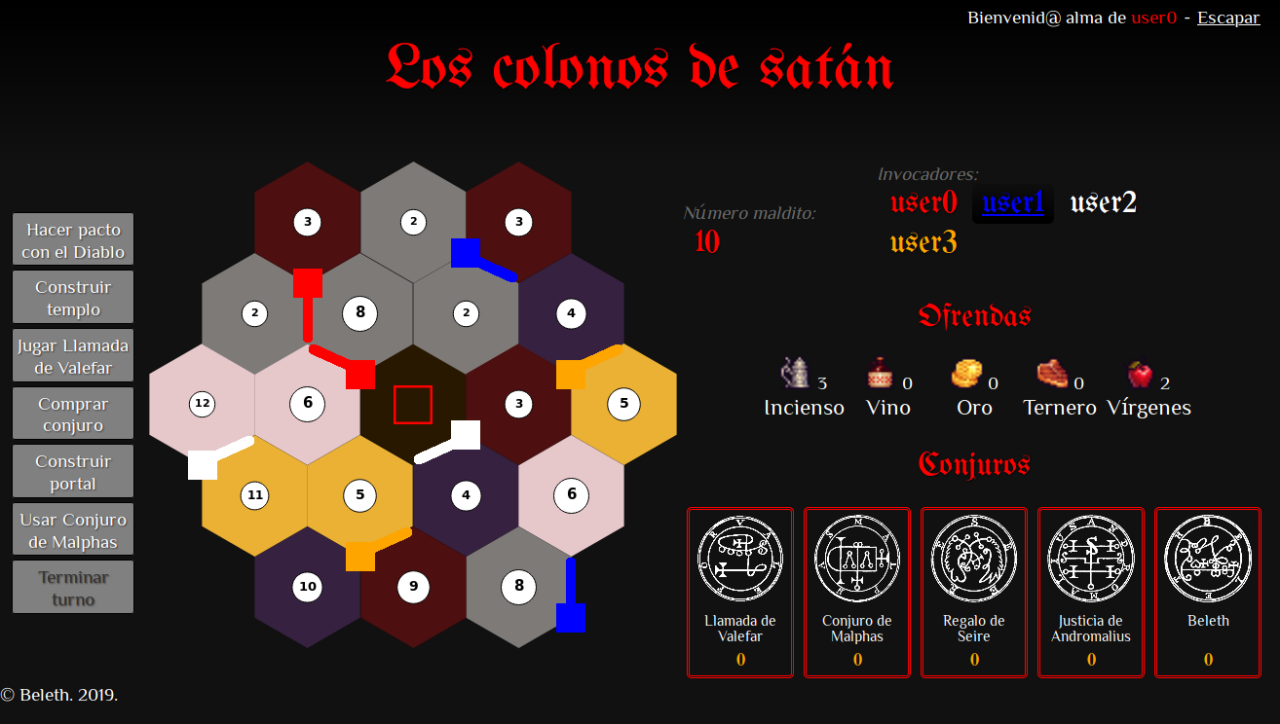 Bienvenid@ alma de user0 - Escapar
Los colonos de satán
Hacer pacto
con el Diablo
Construir
templo
Jugar Llamada
de Valefar
Comprar
conjuro
Construir
portal
Usar Conjuro
de Malphas
Terminar
turno
3
2
3
2
8
2
4
12
6
3
5
11
5
4
6
10
9
8
Número maldito:
10
Invocadores:
user0 user1 user2
user3
Ofrendas
3 0 0 0 2
Incienso Vino Oro Ternero Vírgenes
Conjuros
Llamada de
Valefar
0
Conjuro de
Malphas
0
Regalo de
Seire
0
Justicia de
Andromalius
0
Beleth
0
© Beleth. 2019.